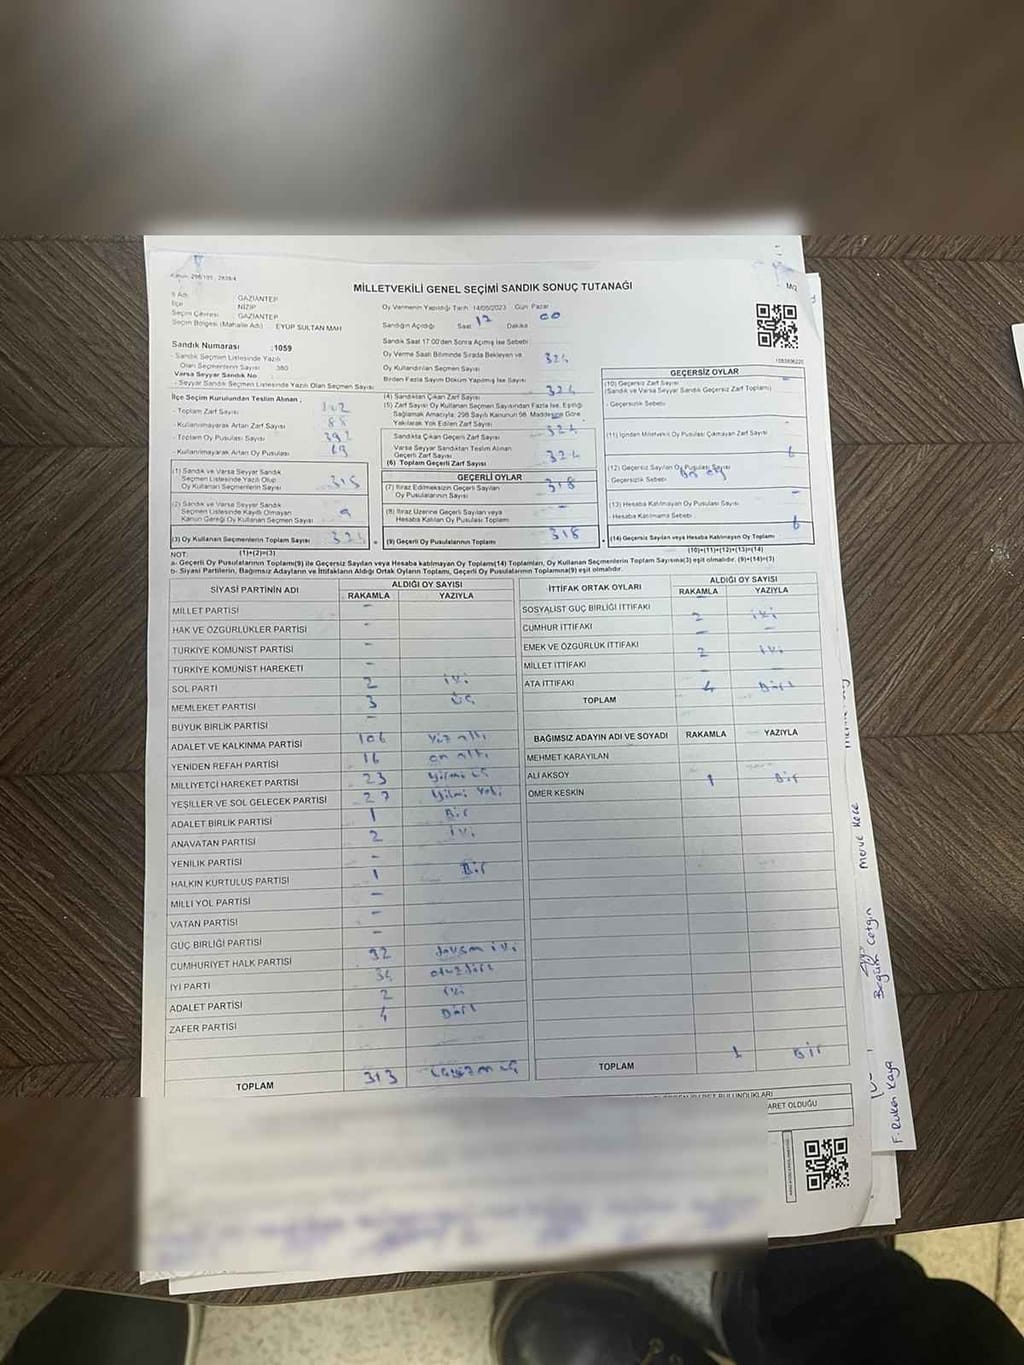 Kanun: 298/105 - 2839/4
MİLLETVEKİLİ GENEL SEÇİMİ SANDIK SONUÇ TUTANAĞI
M/2
İl Adı GAZİANTEP
İlçe NİZİP
Seçim Çevresi GAZİANTEP
Seçim Bölgesi (Mahalle Adı) EYÜP SULTAN MAH
Oy Vermenin Yapıldığı Tarih: 14/05/2023 Gün: Pazar
Sandığın Açıldığı Saat 17 Dakika 00
Sandık Numarası :1059
- Sandık Seçmen Listesinde Yazılı
Olan Seçmenlerin Sayısı 380
Varsa Seyyar Sandık No
- Seyyar Sandık Seçmen Listesinde Yazılı Olan Seçmen Sayısı:
Sandık Saat 17:00'den Sonra Açılmış İse Sebebi
Oy Verme Saati Bitiminde Sırada Bekleyen ve
Oy Kullandırılan Seçmen Sayısı 324
Birden Fazla Sayım Döküm Yapılmış İse Sayısı
İlçe Seçim Kurulundan Teslim Alınan ;
- Toplam Zarf Sayısı
- Kullanılmayarak Artan Zarf Sayısı 88
- Toplam Oy Pusulası Sayısı 392
- Kullanılmayarak Artan Oy Pusulası
(4) Sandıktan Çıkan Zarf Sayısı 324
(5) Zarf Sayısı Oy Kullanan Seçmen Sayısından Fazla İse, Eşitliği
Sağlamak Amacıyla; 298 Sayılı Kanunun 98. Maddesine Göre
Yakılarak Yok Edilen Zarf Sayısı -
Sandıkta Çıkan Geçerli Zarf Sayısı 324
Varsa Seyyar Sandıktan Teslim Alınan
Geçerli Zarf Sayısı
(6) Toplam Geçerli Zarf Sayısı 324
(1) Sandık ve Varsa Seyyar Sandık
Seçmen Listesinde Yazılı Olup
Oy Kullanan Seçmenlerin Sayısı 315
(2) Sandık ve Varsa Seyyar Sandık
Seçmen Listesinde Kayıtlı Olmayan
Kanun Gereği Oy Kullanan Seçmen Sayısı 9
(3) Oy Kullanan Seçmenlerin Toplam Sayısı 324
(1)+(2)=(3)
GEÇERLİ OYLAR
(7) İtiraz Edilmeksizin Geçerli Sayılan
Oy Pusulalarının Sayısı 318
(8) İtiraz Üzerine Geçerli Sayılan veya
Hesaba Katılan Oy Pusulası Toplamı -
(9) Geçerli Oy Pusulalarının Toplamı 318
1083836220
GEÇERSİZ OYLAR
(10) Geçersiz Zarf Sayısı -
(Sandık ve Varsa Seyyar Sandık Geçersiz Zarf Toplamı)
- Geçersizlik Sebebi:
(11) İçinden Milletvekili Oy Pusulası Çıkmayan Zarf Sayısı -
(12) Geçersiz Sayılan Oy Pusulası Sayısı 6
- Geçersizlik Sebebi:
(13) Hesaba Katılmayan Oy Pusulası Sayısı -
- Hesaba Katılmama Sebebi:
(14) Geçersiz Sayılan veya Hesaba Katılmayan Oy Toplamı 6
(10)+(11)+(12)+(13)=(14)
NOT:
a- Geçerli Oy Pusulalarının Toplamı(9) ile Geçersiz Sayılan veya Hesaba katılmayan Oy Toplamı(14) Toplamları, Oy Kullanan Seçmenlerin Toplam Sayısına(3) eşit olmalıdır. (9)+(14)=(3)
b- Siyasi Partilerin, Bağımsız Adayların ve İttifakların Aldığı Ortak Oyların Toplamı, Geçerli Oy Pusulalarının Toplamına(9) eşit olmalıdır.
SİYASİ PARTİNİN ADI ALDIĞI OY SAYISI
RAKAMLA YAZIYLA
MİLLET PARTİSİ -
HAK VE ÖZGÜRLÜKLER PARTİSİ -
TÜRKİYE KOMÜNİST PARTİSİ -
TÜRKİYE KOMÜNİST HAREKETİ -
SOL PARTİ 2 iki
MEMLEKET PARTİSİ 3 üç
BÜYÜK BİRLİK PARTİSİ -
ADALET VE KALKINMA PARTİSİ 106 yüz altı
YENİDEN REFAH PARTİSİ 16 on altı
MİLLİYETÇİ HAREKET PARTİSİ 23 yirmi üç
YEŞİLLER VE SOL GELECEK PARTİSİ 27 yirmi yedi
ADALET BİRLİK PARTİSİ 1 Bir
ANAVATAN PARTİSİ 2 iki
YENİLİK PARTİSİ -
HALKIN KURTULUŞ PARTİSİ 1 Bir
MİLLİ YOL PARTİSİ -
VATAN PARTİSİ -
GÜÇ BİRLİĞİ PARTİSİ -
CUMHURİYET HALK PARTİSİ 92 doksan iki
İYİ PARTİ 34 otuz dört
ADALET PARTİSİ 2 iki
ZAFER PARTİSİ 4 Dört
TOPLAM 313
İTTİFAK ORTAK OYLARI ALDIĞI OY SAYISI
RAKAMLA YAZIYLA
SOSYALİST GÜÇ BİRLİĞİ İTTİFAKI -
CUMHUR İTTİFAKI 2 iki
EMEK VE ÖZGÜRLÜK İTTİFAKI - -
MİLLET İTTİFAKI 2 iki
ATA İTTİFAKI -
TOPLAM 4 Dört
BAĞIMSIZ ADAYIN ADI VE SOYADI RAKAMLA YAZIYLA
MEHMET KARAYILAN
ALİ AKSOY 1 Bir
ÖMER KESKİN
TOPLAM 1 Bir
ARET OLDUĞU
Merve Kece
Begüm Çetgin
F. Ruken Kaya